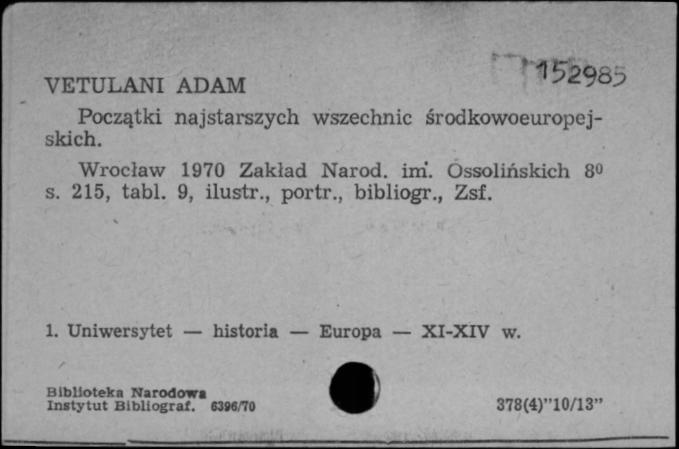 152985
VETULANI ADAM
Początki najstarszych wszechnic środkowoeuropej-
skich.
Wrocław 1970 Zakład Narod. im. Ossolińskich 8⁰
s. 215, tabl. 9, ilustr., portr., bibliogr., Zsf.
1. Uniwersytet — historia — Europa — XI-XIV w.
Biblioteka Narodowa
Instytut Bibliograf. 6396/70
378(4)"10/13"